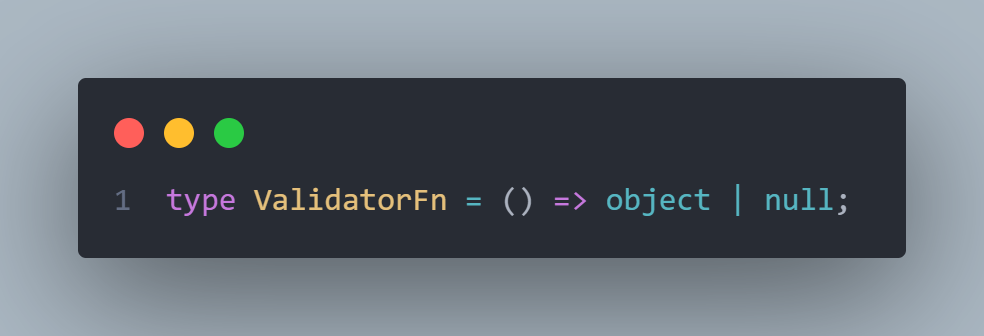 1 type ValidatorFn = () => object | null;